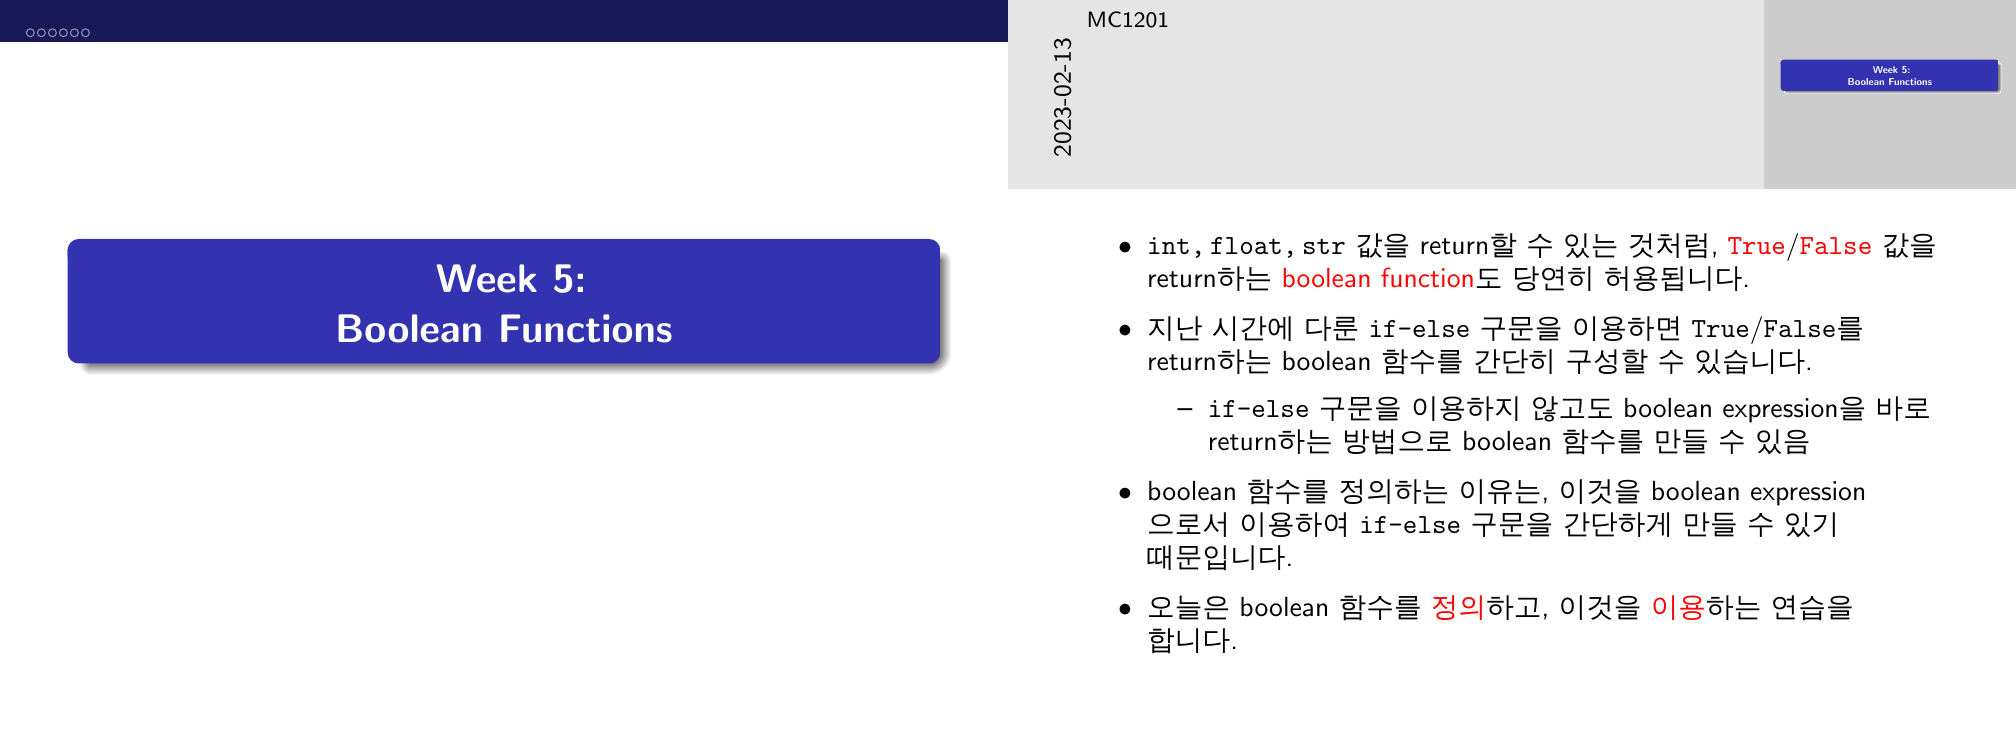 Week 5:
Boolean Functions
MC1201
2023-02-13
Week 5:
Boolean Functions
• int, float, str 값을 return할 수 있는 것처럼, True/False 값을
return하는 boolean function도 당연히 허용됩니다.
• 지난 시간에 다룬 if-else 구문을 이용하면 True/False를
return하는 boolean 함수를 간단히 구성할 수 있습니다.
– if-else 구문을 이용하지 않고도 boolean expression을 바로
return하는 방법으로 boolean 함수를 만들 수 있음
• boolean 함수를 정의하는 이유는, 이것을 boolean expression
으로서 이용하여 if-else 구문을 간단하게 만들 수 있기
때문입니다.
• 오늘은 boolean 함수를 정의하고, 이것을 이용하는 연습을
합니다.